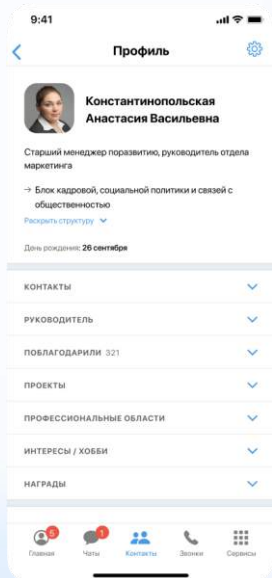 9:41
Профиль
Константинопольская
Анастасия Васильевна
Старший менеджер поразвитию, руководитель отдела
маркетинга
→ Блок кадровой, социальной политики и связей с
общественностью
Раскрыть структуру
День рождения: 26 сентября
КОНТАКТЫ
РУКОВОДИТЕЛЬ
ПОБЛАГОДАРИЛИ 321
ПРОЕКТЫ
ПРОФЕССИОНАЛЬНЫЕ ОБЛАСТИ
ИНТЕРЕСЫ / ХОББИ
НАГРАДЫ
5 1
Главная Чаты Контакты Звонки Сервисы